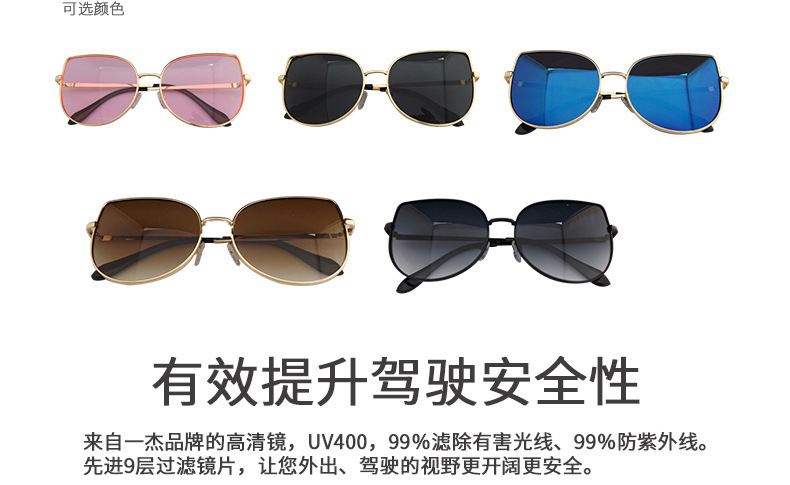 可选颜色
有效提升驾驶安全性
来自一杰品牌的高清镜，UV400，99%滤除有害光线、99%防紫外线。
先进9层过滤镜片，让您外出、驾驶的视野更开阔更安全。